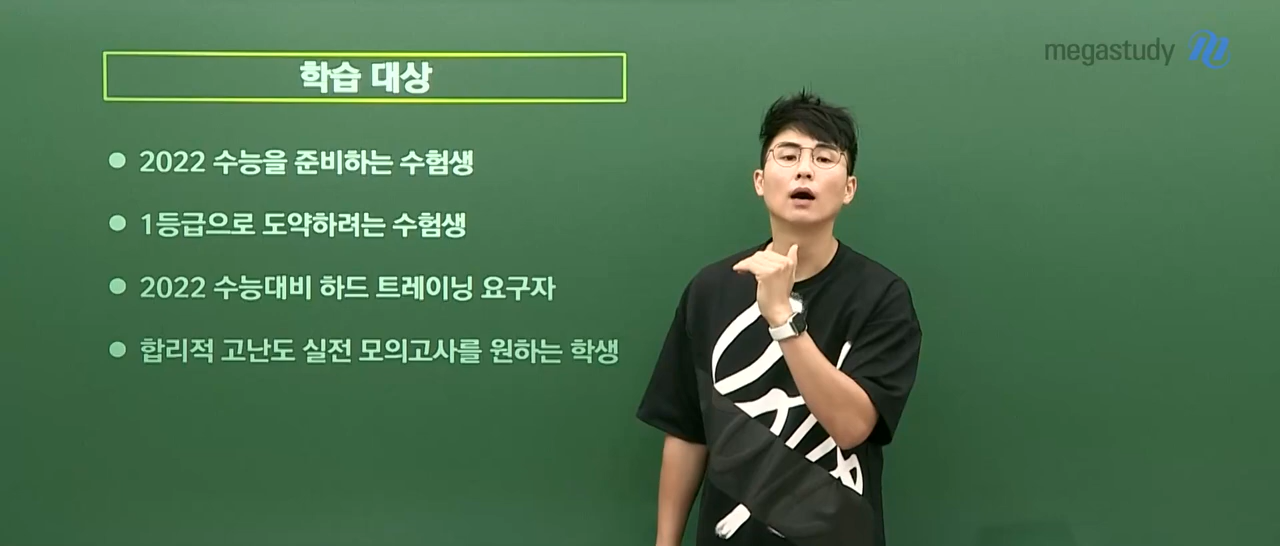 megastudy
학습 대상
2022 수능을 준비하는 수험생
1등급으로 도약하려는 수험생
2022 수능대비 하드 트레이닝 요구자
합리적 고난도 실전 모의고사를 원하는 학생